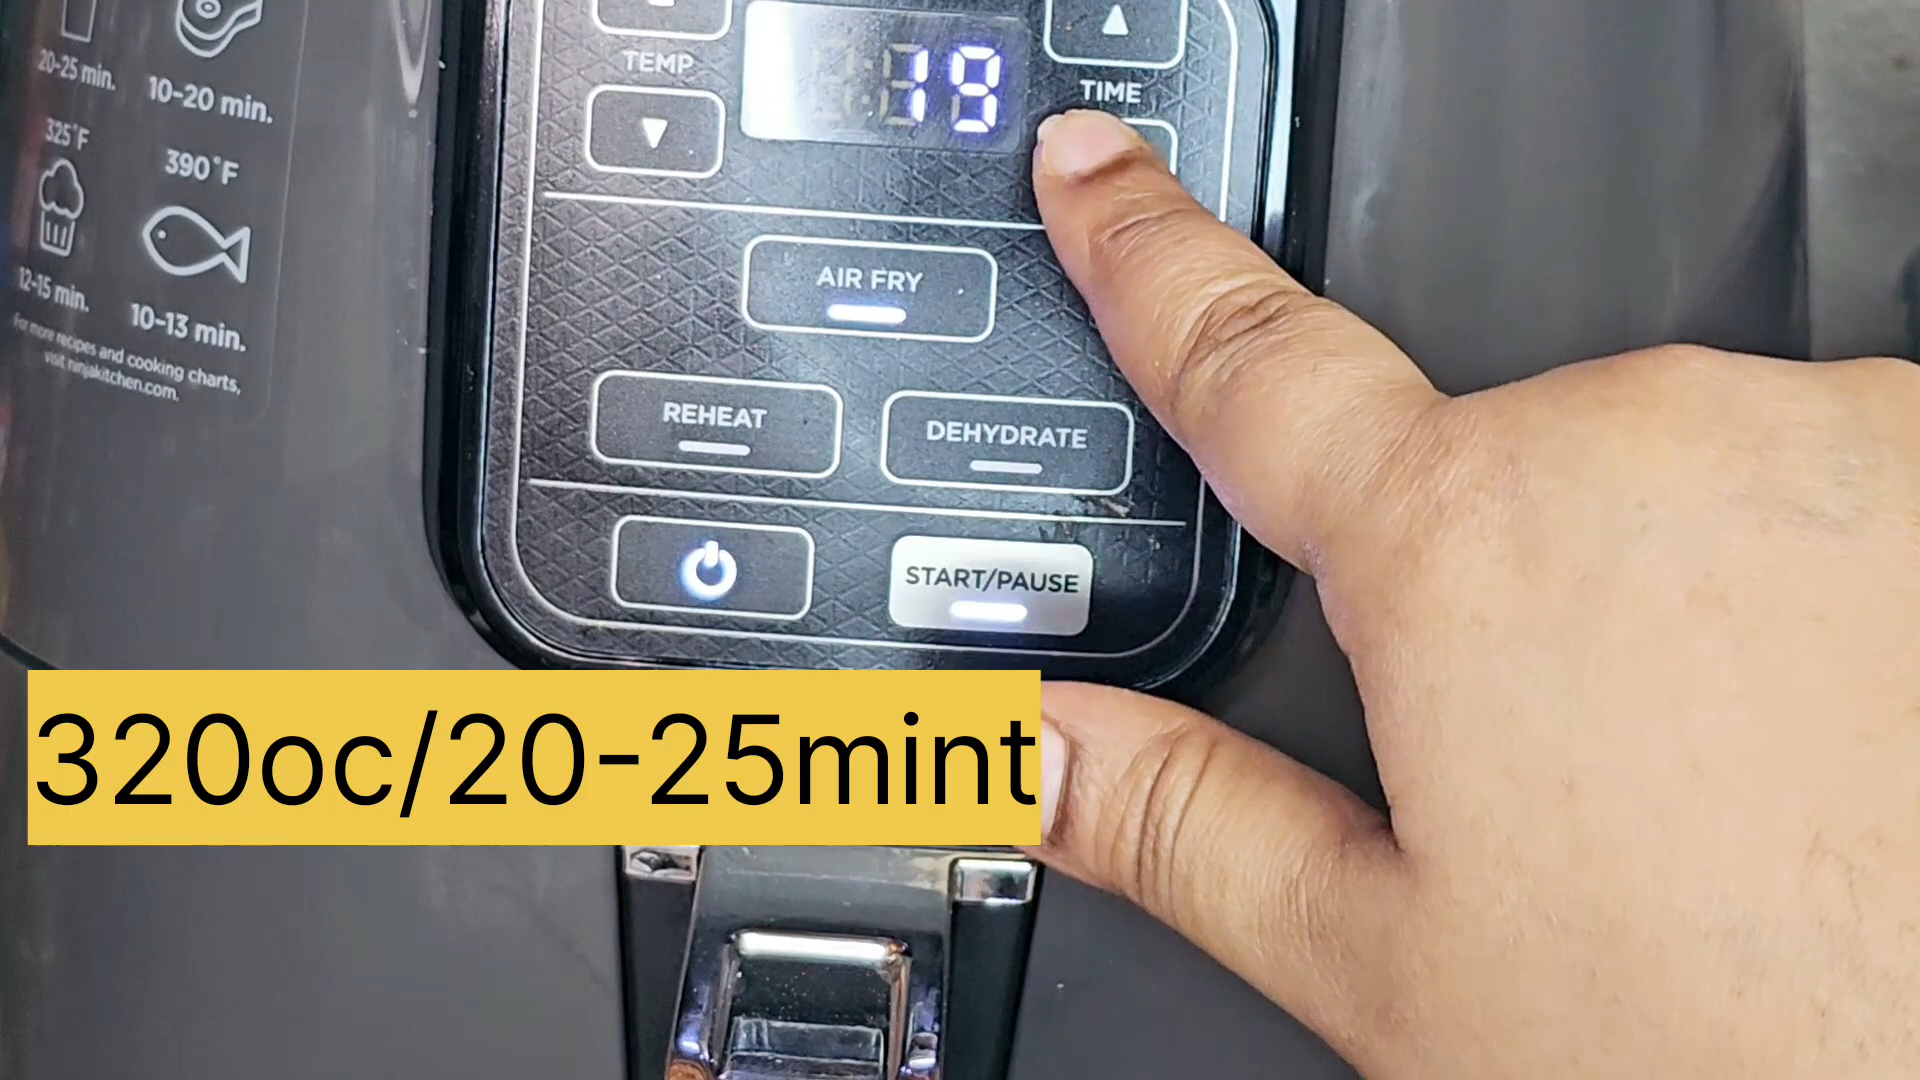 20-25 min.
10-20 min.
325°F
390°F
12-15 min.
10-13 min.
For more recipes and cooking charts,
visit ninjakitchen.com.
TEMP
19
TIME
AIR FRY
REHEAT
DEHYDRATE
START/PAUSE
320oc/20-25mint